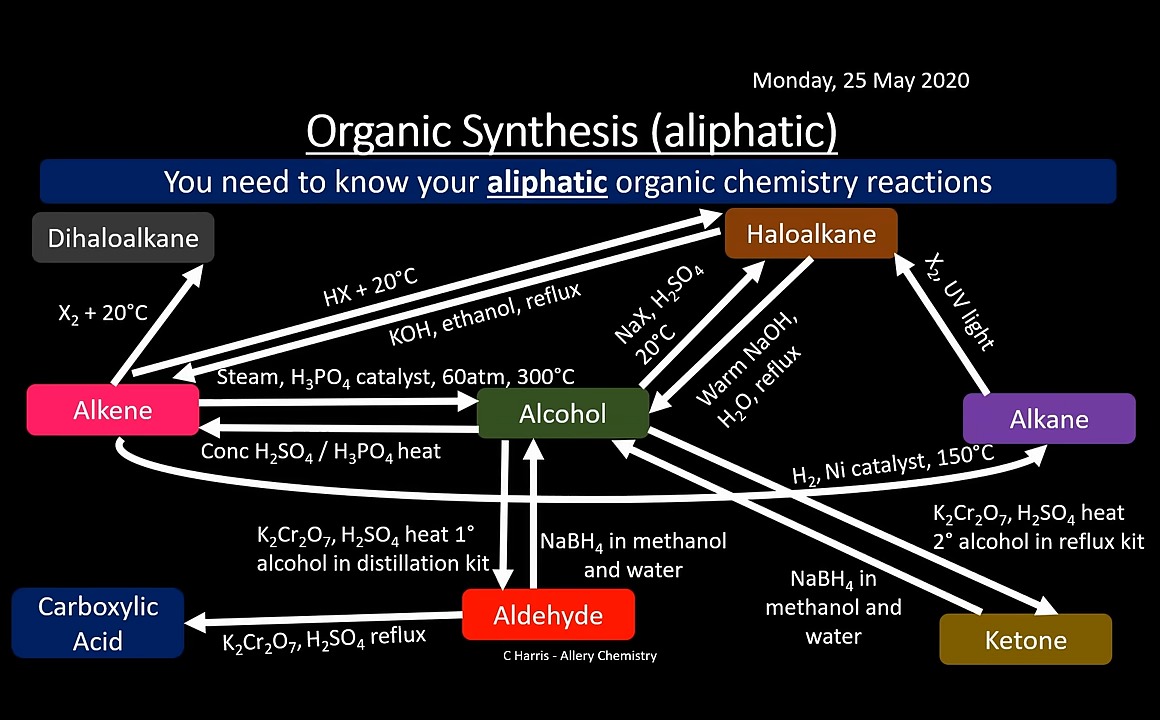 Monday, 25 May 2020
Organic Synthesis (aliphatic)
You need to know your aliphatic organic chemistry reactions
Dihaloalkane
Haloalkane
X₂ + 20°C
HX + 20°C
KOH, ethanol, reflux
NaX, H₂SO₄
20°C
Warm NaOH,
H₂O, reflux
X₂, UV light
Steam, H₃PO₄ catalyst, 60atm, 300°C
Alkene
Alcohol
Alkane
Conc H₂SO₄ / H₃PO₄ heat
H₂, Ni catalyst, 150°C
K₂Cr₂O₇, H₂SO₄ heat 1°
alcohol in distillation kit
NaBH₄ in methanol
and water
K₂Cr₂O₇, H₂SO₄ heat
2° alcohol in reflux kit
NaBH₄ in
methanol and
water
Carboxylic
Acid
K₂Cr₂O₇, H₂SO₄ reflux
Aldehyde
Ketone
C Harris - Allery Chemistry